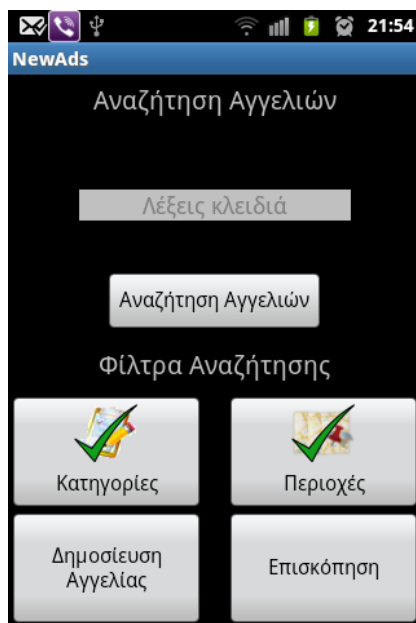 21:54
NewAds
Αναζήτηση Αγγελιών
Λέξεις κλειδιά
Αναζήτηση Αγγελιών
Φίλτρα Αναζήτησης
Κατηγορίες
Περιοχές
Δημοσίευση
Αγγελίας
Επισκόπηση